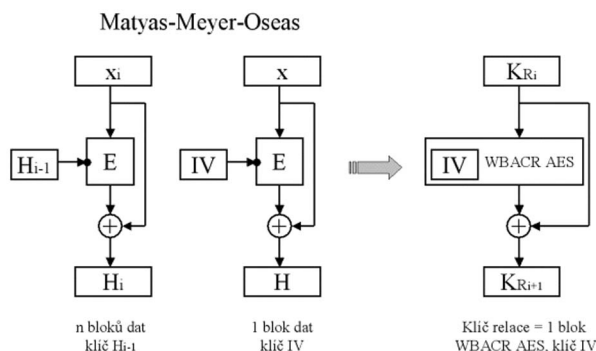 Matyas-Meyer-Oseas
xi
Hi-1
E
+
Hi
n bloků dat
klíč Hi-1
x
IV
E
+
H
1 blok dat
klíč IV
KRi
IV
WBACR AES
+
KRi+1
Klíč relace = 1 blok
WBACR AES, klíč IV